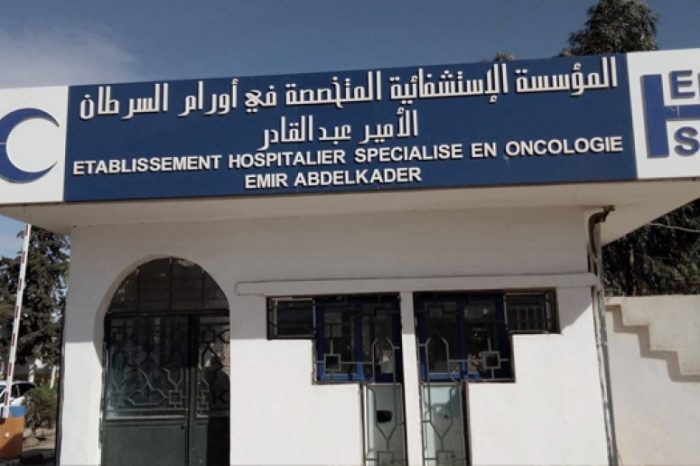 المؤسسة الإستشفائية المتخصصة في أورام السرطان
الأمير عبد القادر
ETABLISSEMENT HOSPITALIER SPECIALISE EN ONCOLOGIE
EMIR ABDELKADER
E
H
S